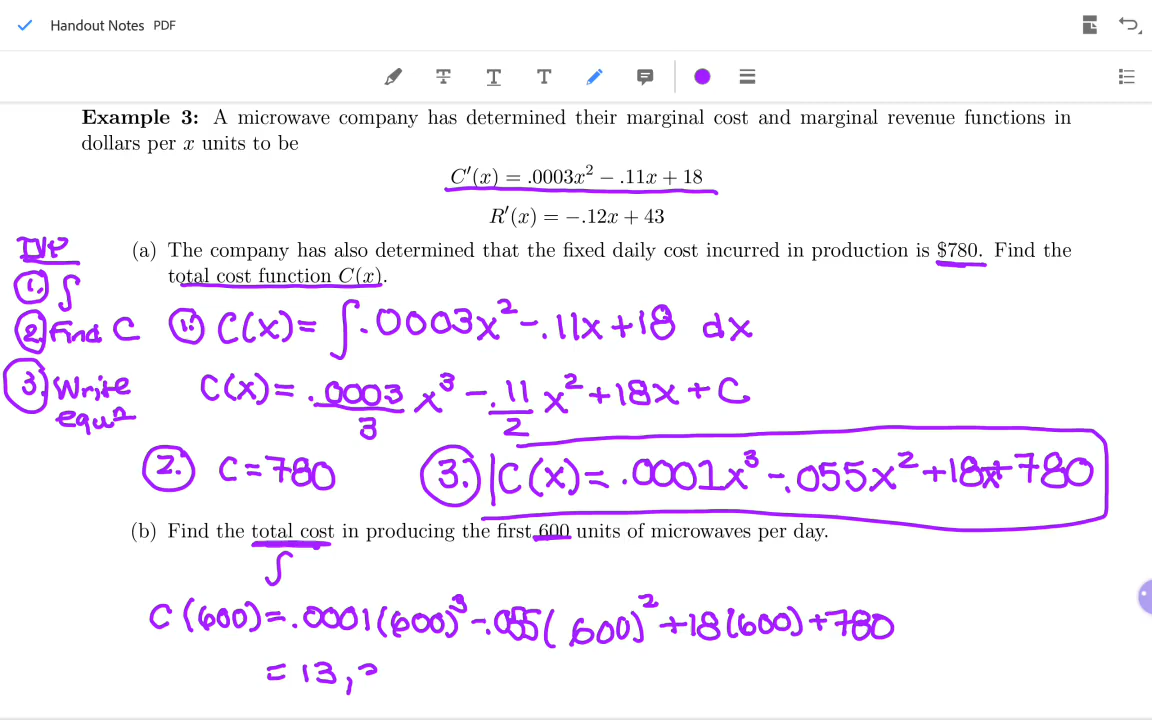 Handout Notes PDF
Example 3: A microwave company has determined their marginal cost and marginal revenue functions in
dollars per x units to be
C′(x) = .0003x² − .11x + 18
R′(x) = −.12x + 43
(a) The company has also determined that the fixed daily cost incurred in production is $780. Find the
total cost function C(x).
IVP
1. ∫
2. Find C
3. Write
equⁿ
1. C(x) = ∫ .0003x² - .11x + 18 dx
C(x) = .0003/3 x³ - .11/2 x² + 18x + C
2. C = 780
3. C(x) = .0001x³ - .055x² + 18x + 780
(b) Find the total cost in producing the first 600 units of microwaves per day.
∫
C(600) = .0001(600)³ - .055(600)² + 18(600) + 780
= 13,